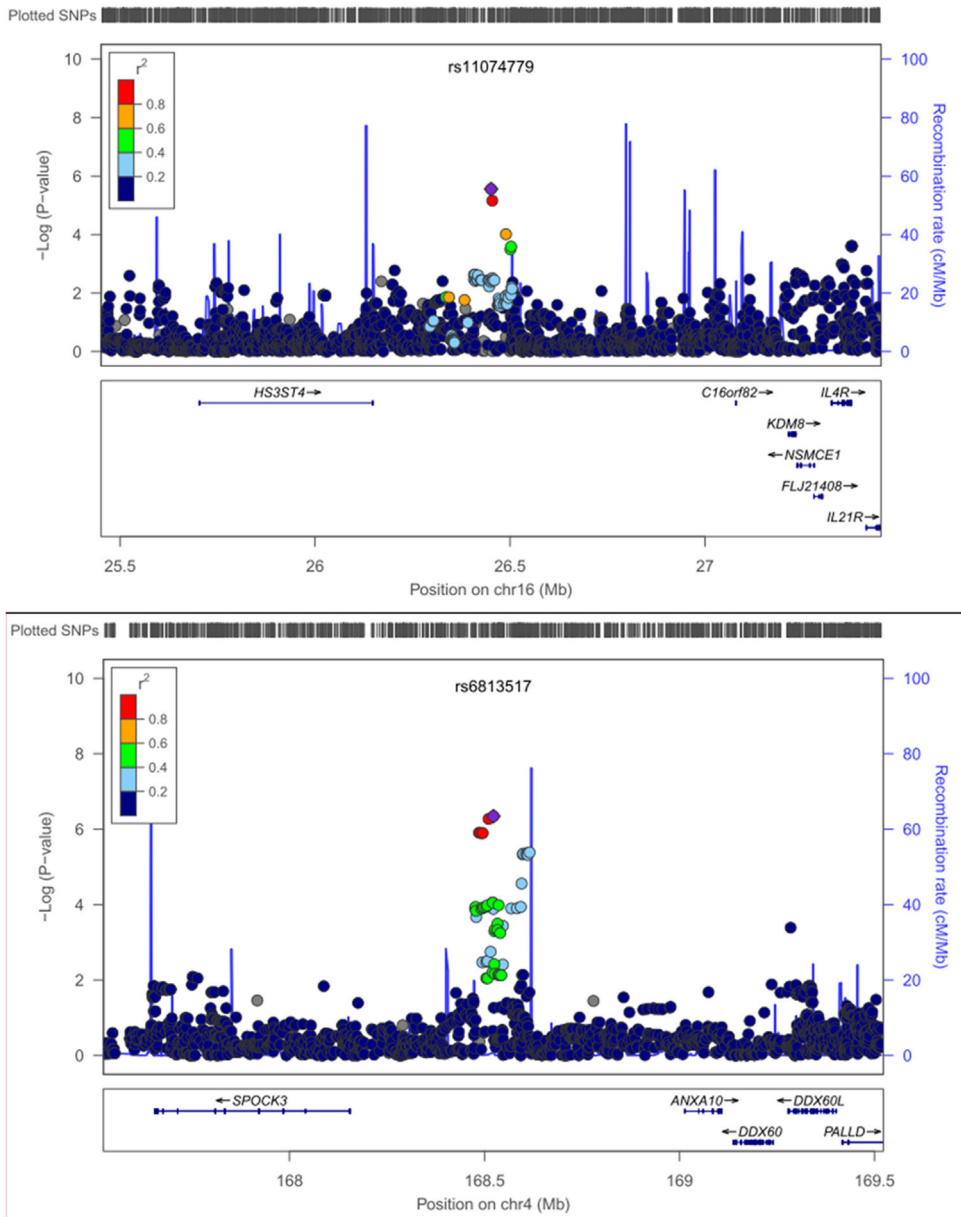 Plotted SNPs
rs11074779
r2
0.8
0.6
0.4
0.2
10
8
6
4
2
0
−Log (P-value)
100
80
60
40
20
0
Recombination rate (cM/Mb)
HS3ST4→
C16orf82→
IL4R→
KDM8→
←NSMCE1
FLJ21408→
IL21R→
25.5 26 26.5 27
Position on chr16 (Mb)
Plotted SNPs
rs6813517
r2
0.8
0.6
0.4
0.2
10
8
6
4
2
0
−Log (P-value)
100
80
60
40
20
0
Recombination rate (cM/Mb)
←SPOCK3
ANXA10→
←DDX60L
←DDX60
PALLD→
168 168.5 169 169.5
Position on chr4 (Mb)